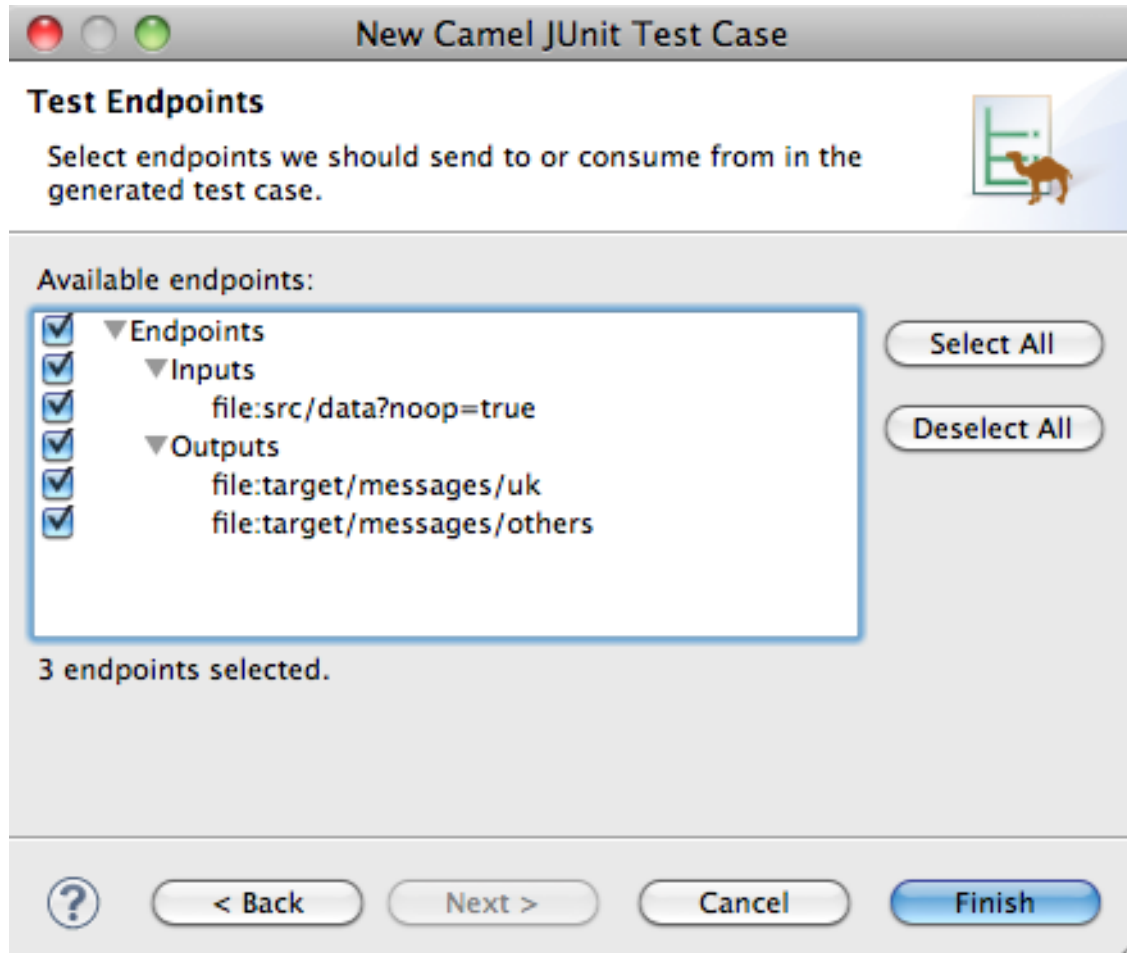 New Camel JUnit Test Case
Test Endpoints
Select endpoints we should send to or consume from in the
generated test case.
Available endpoints:
Endpoints
Inputs
file:src/data?noop=true
Outputs
file:target/messages/uk
file:target/messages/others
Select All
Deselect All
3 endpoints selected.
?
< Back
Next >
Cancel
Finish